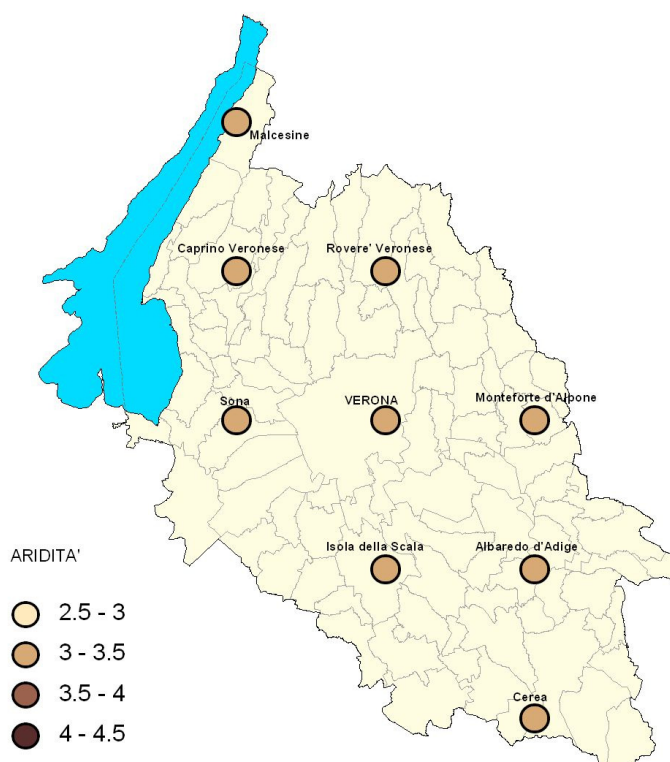 Malcesine
Caprino Veronese
Rovere' Veronese
Sona
VERONA
Monteforte d'Alpone
Isola della Scala
Albaredo d'Adige
ARIDITA'
2.5 - 3
3 - 3.5
3.5 - 4
4 - 4.5
Cerea